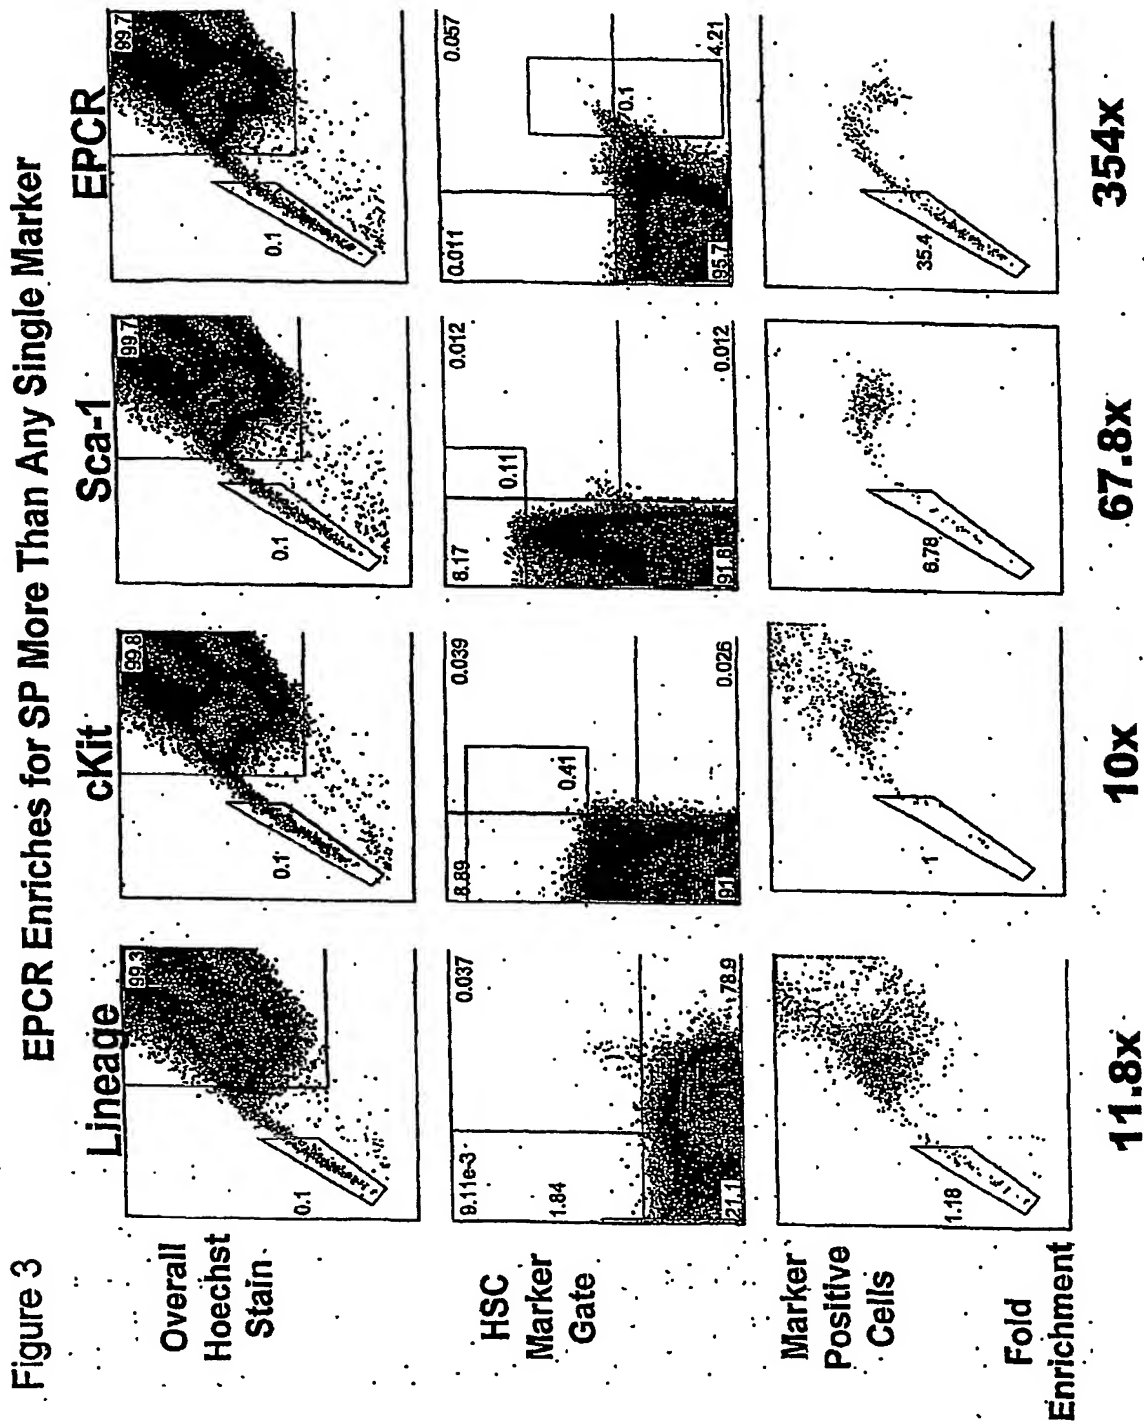 Figure 3
EPCR Enriches for SP More Than Any Single Marker
Lineage
cKit
Sca-1
EPCR
Overall
Hoechst
Stain
99.3
0.1
99.8
0.1
99.7
0.1
99.7
0.1
HSC
Marker
Gate
9.11e-3
0.037
1.84
21.1
78.9
8.89
0.039
0.41
91
0.026
8.17
0.012
0.11
91.8
0.012
0.011
0.057
0.1
95.7
4.21
Marker
Positive
Cells
1.18
1
6.78
35.4
Fold
Enrichment
11.8x
10x
67.8x
354x